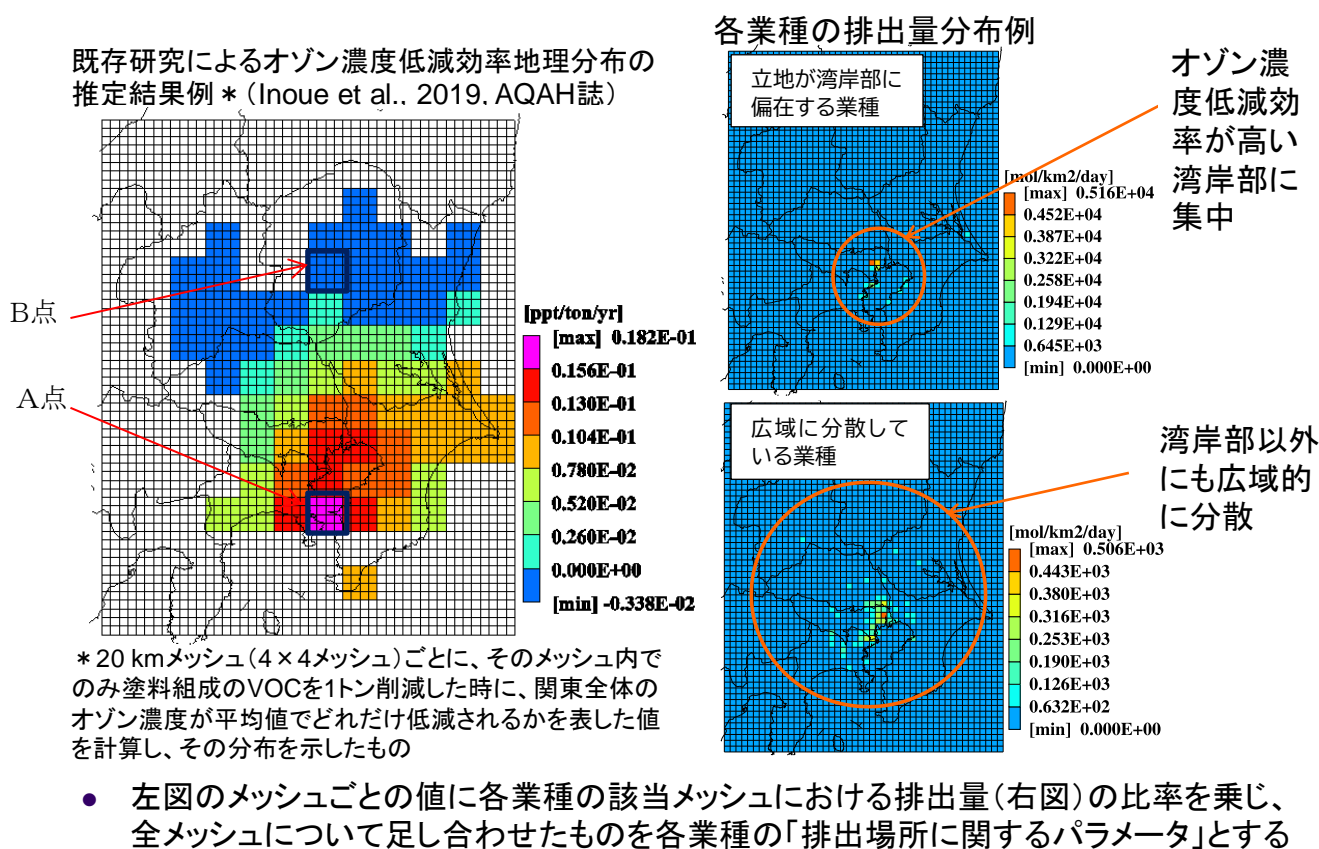 既存研究によるオゾン濃度低減効率地理分布の
推定結果例＊（Inoue et al., 2019, AQAH誌）
B点
A点
[ppt/ton/yr]
[max] 0.182E-01
0.156E-01
0.130E-01
0.104E-01
0.780E-02
0.520E-02
0.260E-02
0.000E+00
[min] -0.338E-02
＊20 kmメッシュ（4×4メッシュ）ごとに、そのメッシュ内で
のみ塗料組成のVOCを1トン削減した時に、関東全体の
オゾン濃度が平均値でどれだけ低減されるかを表した値
を計算し、その分布を示したもの
各業種の排出量分布例
立地が湾岸部に
偏在する業種
[mol/km2/day]
[max] 0.516E+04
0.452E+04
0.387E+04
0.322E+04
0.258E+04
0.194E+04
0.129E+04
0.645E+03
[min] 0.000E+00
オゾン濃
度低減効
率が高い
湾岸部に
集中
広域に分散して
いる業種
[mol/km2/day]
[max] 0.506E+03
0.443E+03
0.380E+03
0.316E+03
0.253E+03
0.190E+03
0.126E+03
0.632E+02
[min] 0.000E+00
湾岸部以外
にも広域的
に分散
● 左図のメッシュごとの値に各業種の該当メッシュにおける排出量（右図）の比率を乗じ、
全メッシュについて足し合わせたものを各業種の「排出場所に関するパラメータ」とする